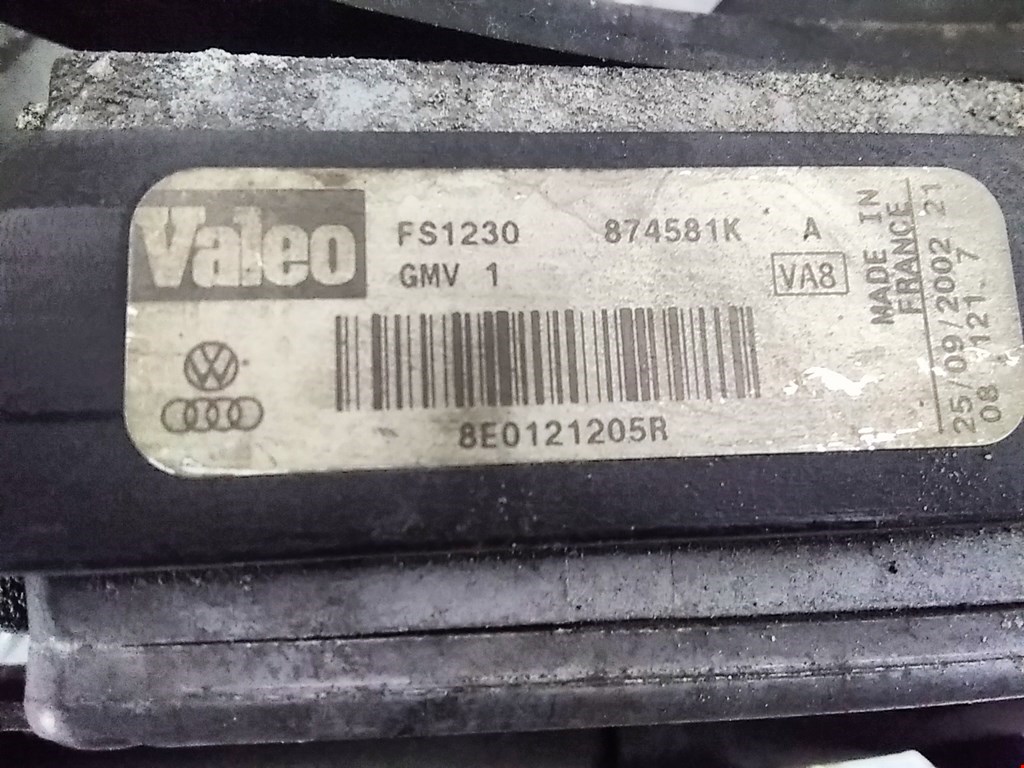 Valeo
FS1230 874581K A
GMV 1 VA8
8E0121205R
MADE IN
FRANCE
25/09/2002 21
08 121 7